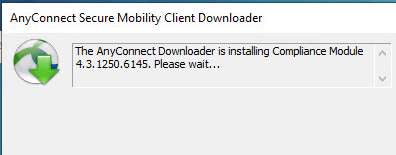 AnyConnect Secure Mobility Client Downloader
The AnyConnect Downloader is installing Compliance Module
4.3.1250.6145. Please wait...